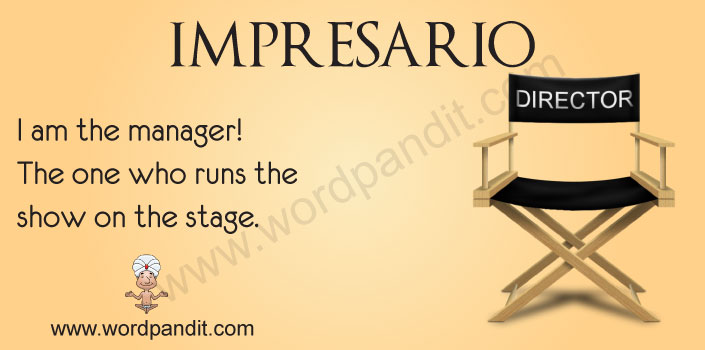 IMPRESARIO
DIRECTOR
I am the manager!
The one who runs the
show on the stage.
www.wordpandit.com
www.wordpandit.com